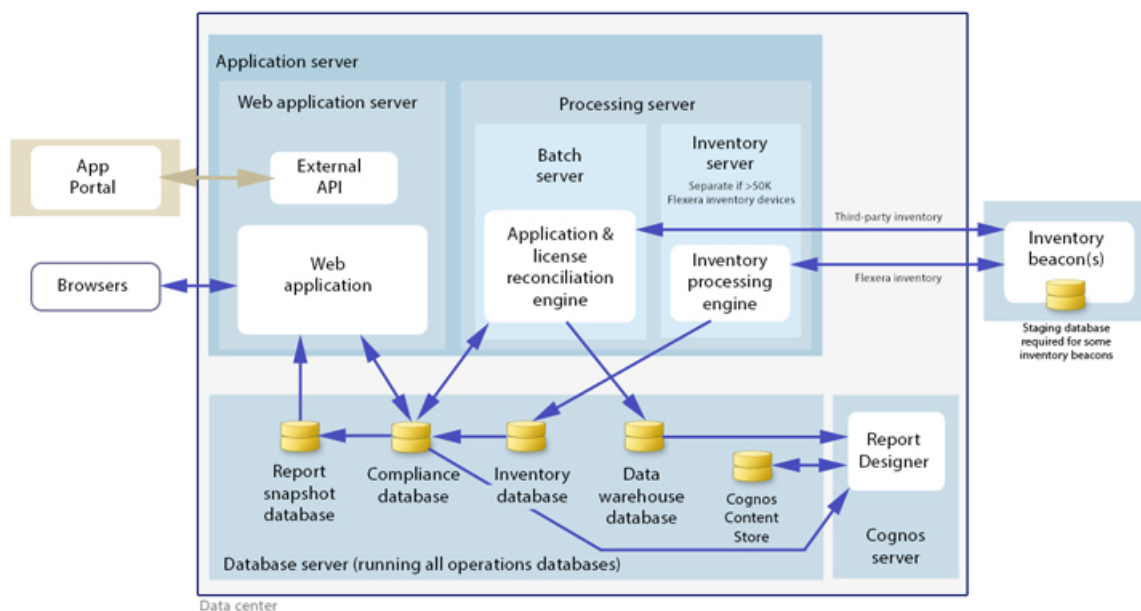 Application server
Web application server
Processing server
App
Portal
External
API
Batch
server
Inventory
server
Separate if >50K
Flexera inventory devices
Third-party inventory
Browsers
Web
application
Application &
license
reconciliation
engine
Inventory
processing
engine
Flexera inventory
Inventory
beacon(s)
Staging database
required for some
inventory beacons
Report
snapshot
database
Compliance
database
Inventory
database
Data
warehouse
database
Cognos
Content
Store
Report
Designer
Cognos
server
Database server (running all operations databases)
Data center